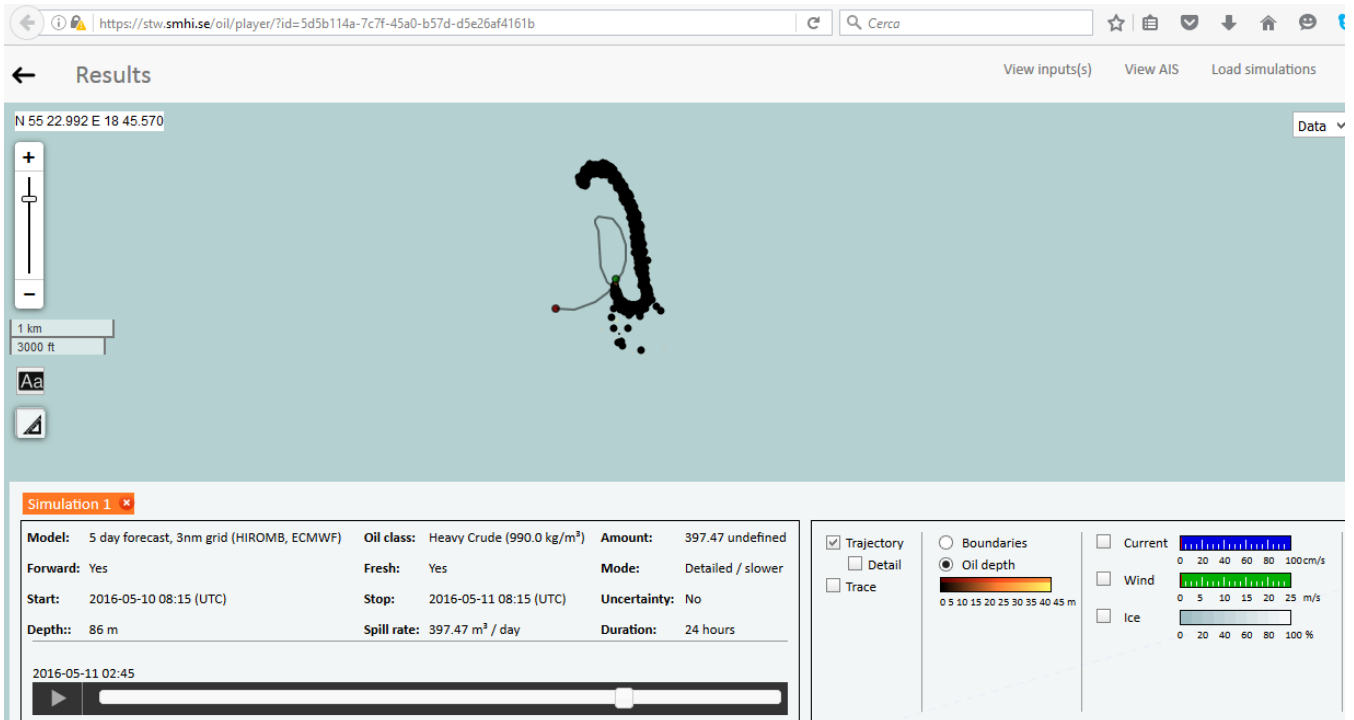 https://stw.smhi.se/oil/player/?id=5d5b114a-7c7f-45a0-b57d-d5e26af4161b
Cerca
Results
View inputs(s) View AIS Load simulations
N 55 22.992 E 18 45.570
Data
+
−
1 km
3000 ft
Aa
Simulation 1
Model: 5 day forecast, 3nm grid (HIROMB, ECMWF) Oil class: Heavy Crude (990.0 kg/m³) Amount: 397.47 undefined
Forward: Yes Fresh: Yes Mode: Detailed / slower
Start: 2016-05-10 08:15 (UTC) Stop: 2016-05-11 08:15 (UTC) Uncertainty: No
Depth:: 86 m Spill rate: 397.47 m³ / day Duration: 24 hours
2016-05-11 02:45
Trajectory
Detail
Trace
Boundaries
Oil depth
0 5 10 15 20 25 30 35 40 45 m
Current
0 20 40 60 80 100 cm/s
Wind
0 5 10 15 20 25 m/s
Ice
0 20 40 60 80 100 %